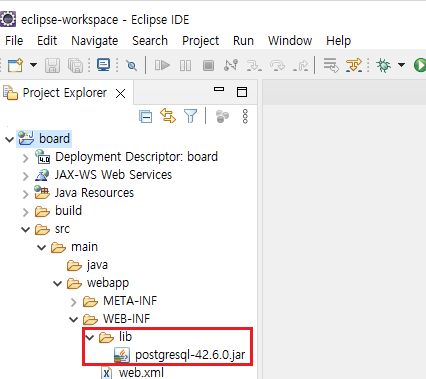 eclipse-workspace - Eclipse IDE
File Edit Navigate Search Project Run Window Help
Project Explorer
board
Deployment Descriptor: board
JAX-WS Web Services
Java Resources
build
src
main
java
webapp
META-INF
WEB-INF
lib
postgresql-42.6.0.jar
web.xml